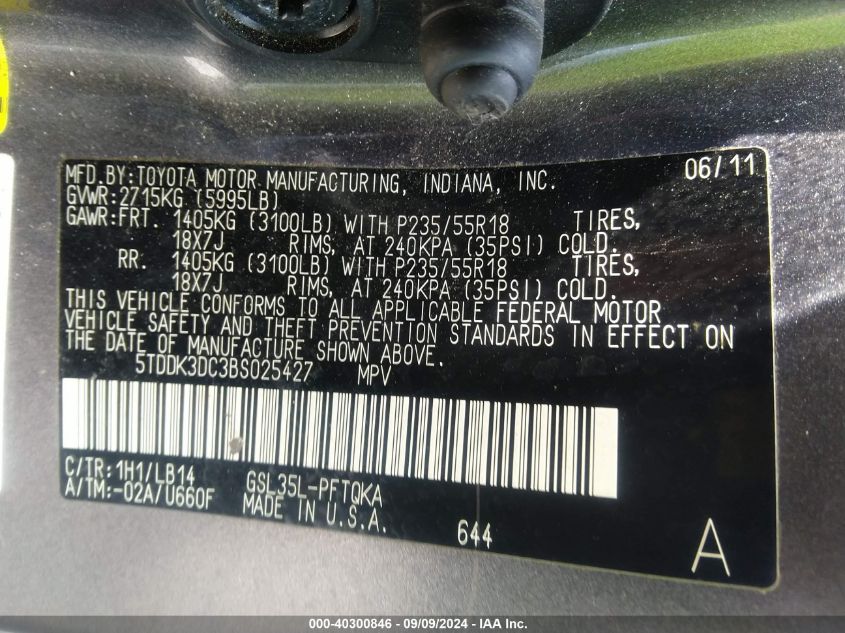 MFD.BY:TOYOTA MOTOR MANUFACTURING, INDIANA, INC. 06/11
GVWR:2715KG (5995LB)
GAWR:FRT. 1405KG (3100LB) WITH P235/55R18 TIRES,
18X7J RIMS, AT 240KPA (35PSI) COLD.
RR. 1405KG (3100LB) WITH P235/55R18 TIRES,
18X7J RIMS, AT 240KPA (35PSI) COLD.
THIS VEHICLE CONFORMS TO ALL APPLICABLE FEDERAL MOTOR
VEHICLE SAFETY AND THEFT PREVENTION STANDARDS IN EFFECT ON
THE DATE OF MANUFACTURE SHOWN ABOVE.
5TDDK3DC3BS025427 MPV
C/TR:1H1/LB14 GSL35L-PFTQKA
A/TM:-02A/U660F MADE IN U.S.A.
644
A
000-40300846 - 09/09/2024 - IAA Inc.